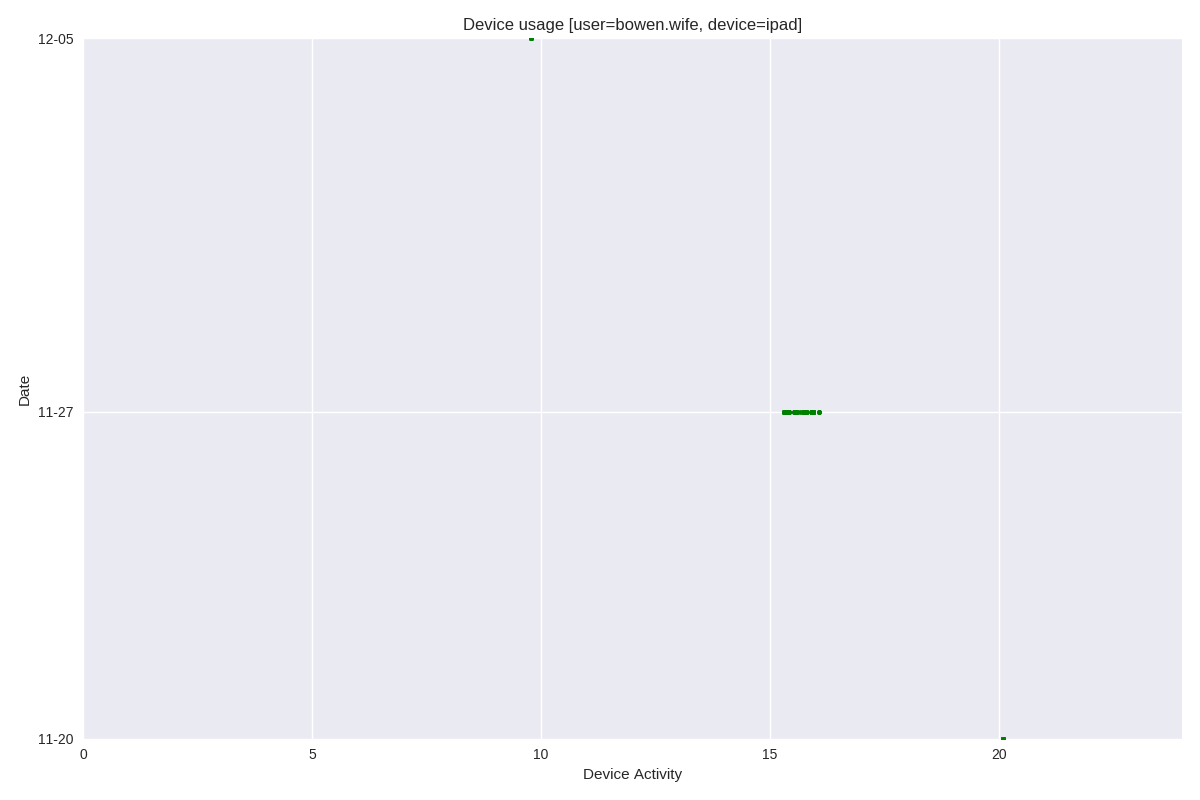 Device usage [user=bowen.wife, device=ipad]
12-05
11-27
11-20
Date
0 5 10 15 20
Device Activity